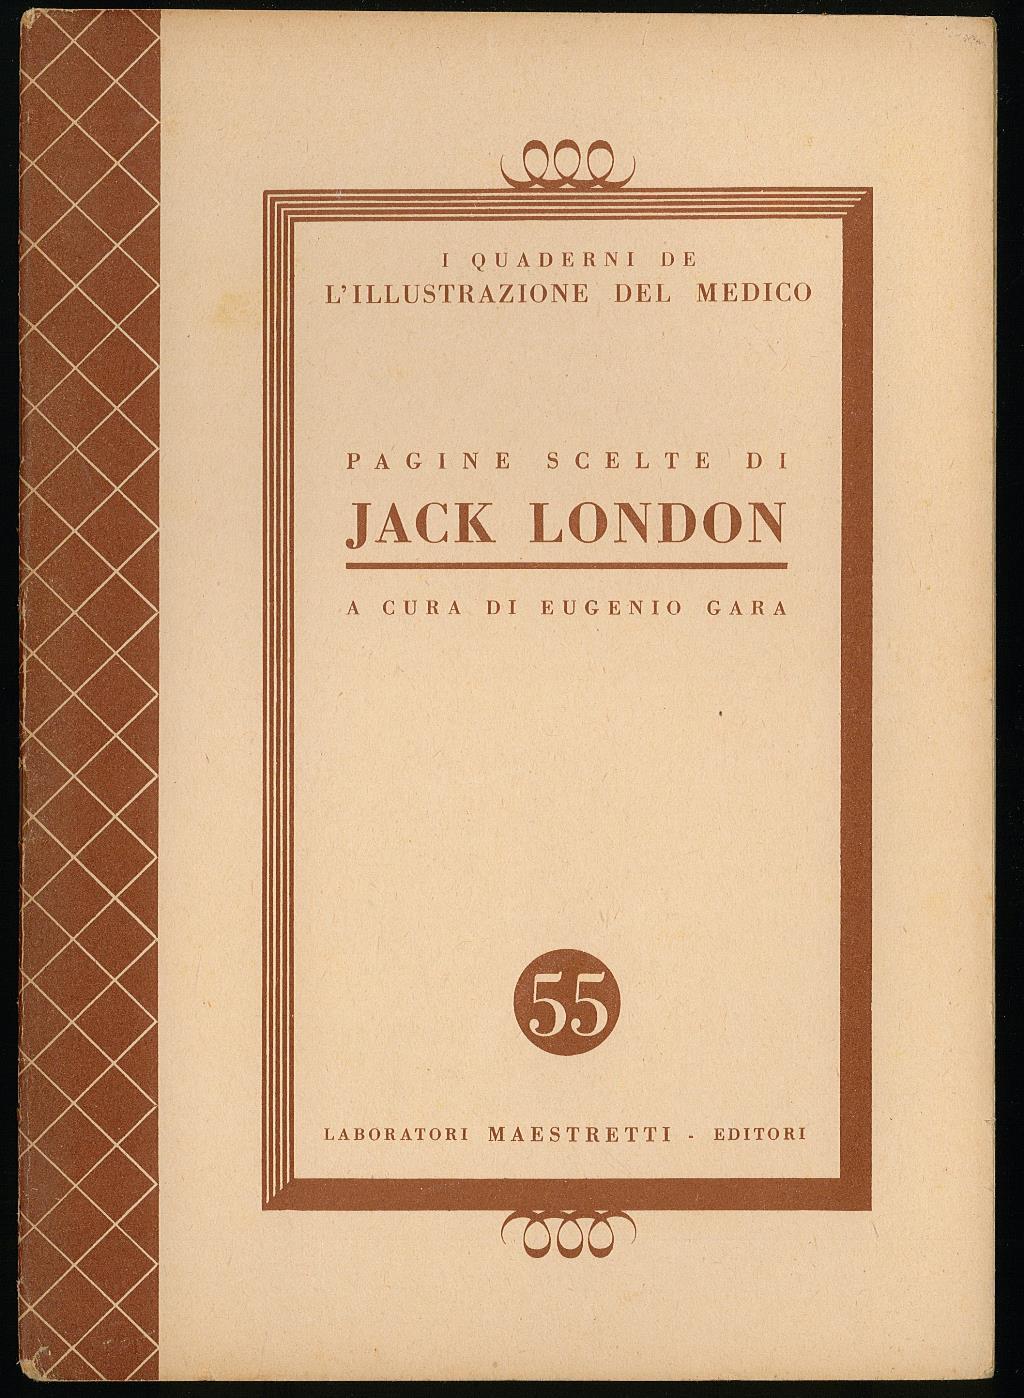 I QUADERNI DE
L'ILLUSTRAZIONE DEL MEDICO
PAGINE SCELTE DI
JACK LONDON
A CURA DI EUGENIO GARA
55
LABORATORI MAESTRETTI - EDITORI